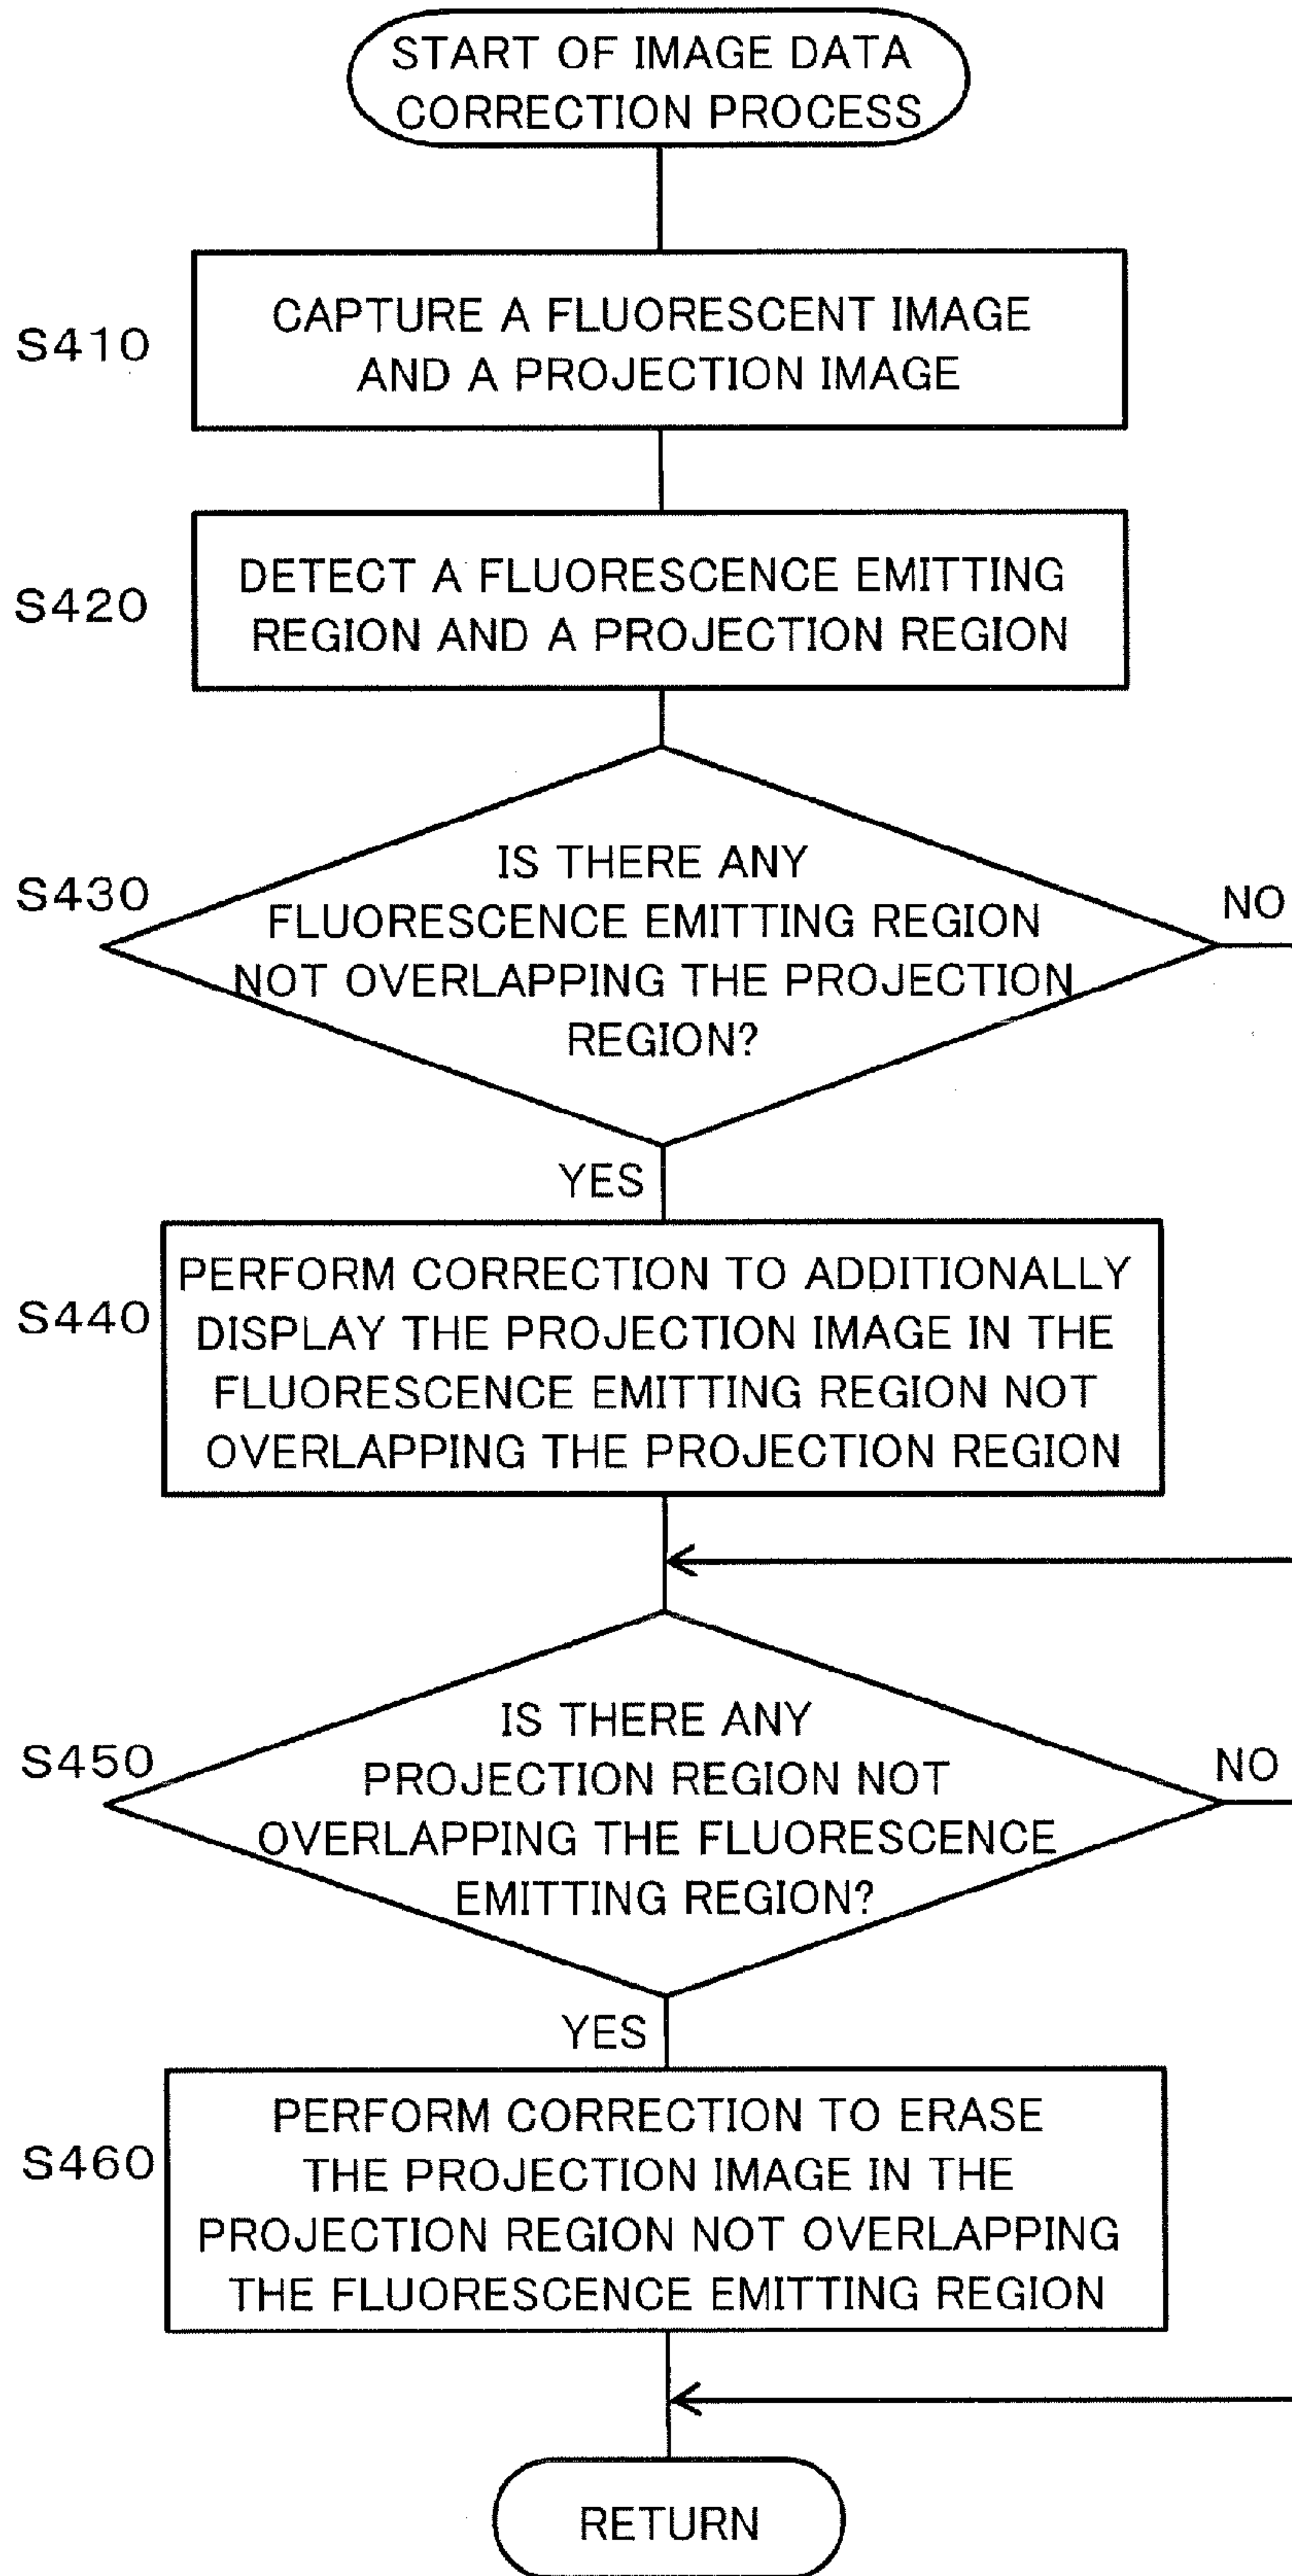 START OF IMAGE DATA
CORRECTION PROCESS
S410
CAPTURE A FLUORESCENT IMAGE
AND A PROJECTION IMAGE
S420
DETECT A FLUORESCENCE EMITTING
REGION AND A PROJECTION REGION
S430
IS THERE ANY
FLUORESCENCE EMITTING REGION
NOT OVERLAPPING THE PROJECTION
REGION?
NO
YES
S440
PERFORM CORRECTION TO ADDITIONALLY
DISPLAY THE PROJECTION IMAGE IN THE
FLUORESCENCE EMITTING REGION NOT
OVERLAPPING THE PROJECTION REGION
S450
IS THERE ANY
PROJECTION REGION NOT
OVERLAPPING THE FLUORESCENCE
EMITTING REGION?
NO
YES
S460
PERFORM CORRECTION TO ERASE
THE PROJECTION IMAGE IN THE
PROJECTION REGION NOT OVERLAPPING
THE FLUORESCENCE EMITTING REGION
RETURN